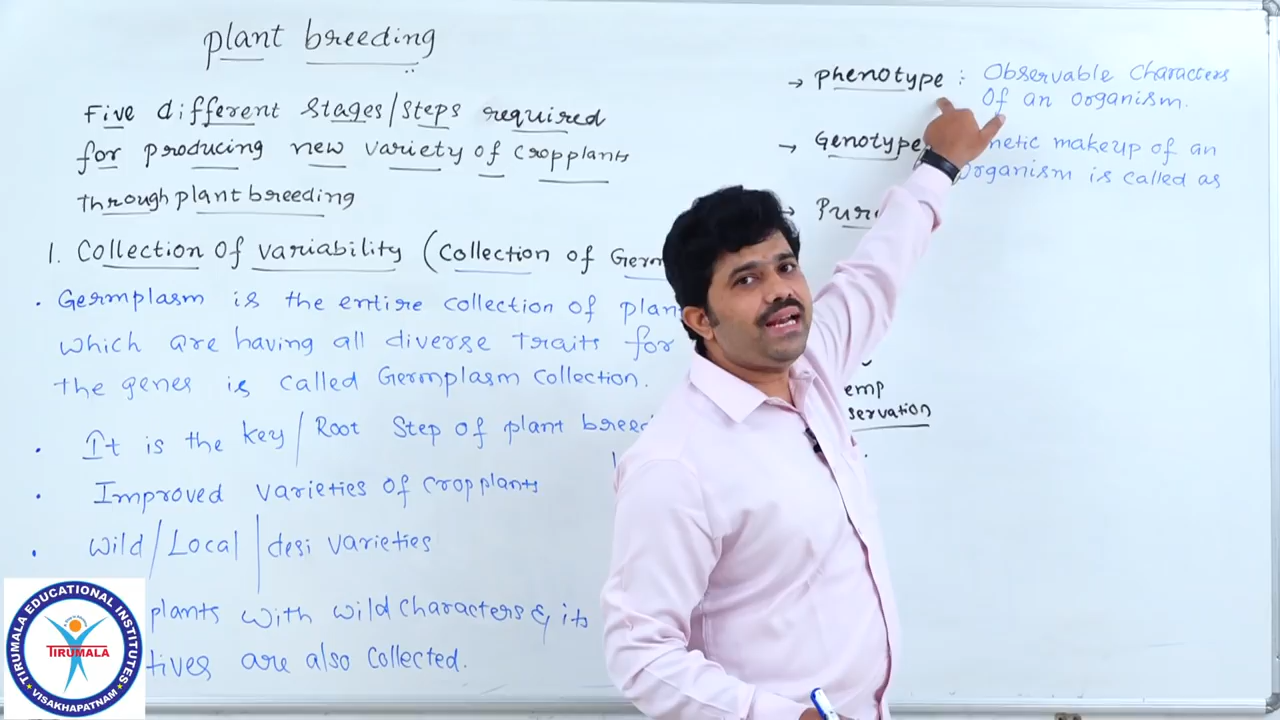 plant breeding
Five different stages/steps required
for producing new variety of cropplants
through plant breeding
1. Collection of variability (Collection of
Germplasm is the entire collection of
which are having all diverse traits for
the genes is called Germplasm collection.
. It is the key/Root step of plant
. Improved varieties of cropplants
. Wild/Local/desi varieties
plants with wild characters & its
are also collected.
→ phenotype : Observable characters
Of an organism.
→ Genotype makeup of an
organism is called as
TIRUMALA EDUCATIONAL INSTITUTES
TIRUMALA
VISAKHAPATNAM